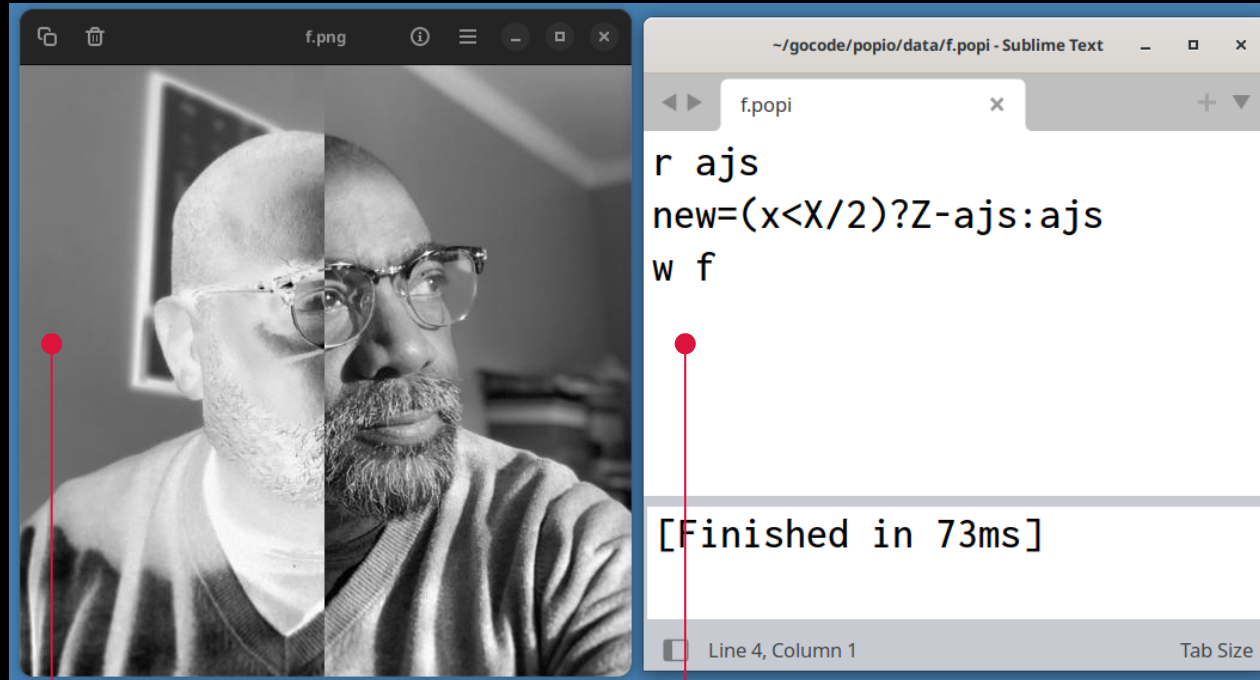 f.png
~/gocode/popio/data/f.popi - Sublime Text
f.popi
r ajs
new=(x<X/2)?Z-ajs:ajs
w f
[Finished in 73ms]
Line 4, Column 1
Tab Size